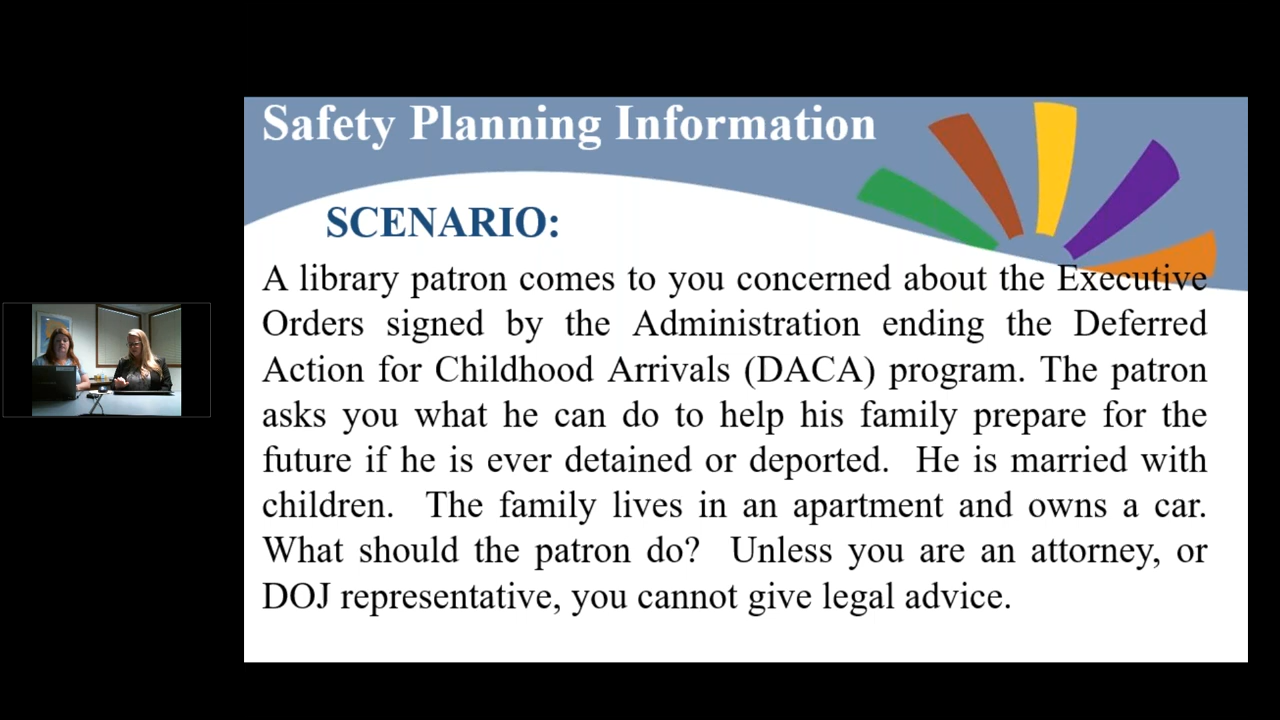 Safety Planning Information
SCENARIO:
A library patron comes to you concerned about the Executive
Orders signed by the Administration ending the Deferred
Action for Childhood Arrivals (DACA) program. The patron
asks you what he can do to help his family prepare for the
future if he is ever detained or deported.  He is married with
children.  The family lives in an apartment and owns a car.
What should the patron do?  Unless you are an attorney, or
DOJ representative, you cannot give legal advice.